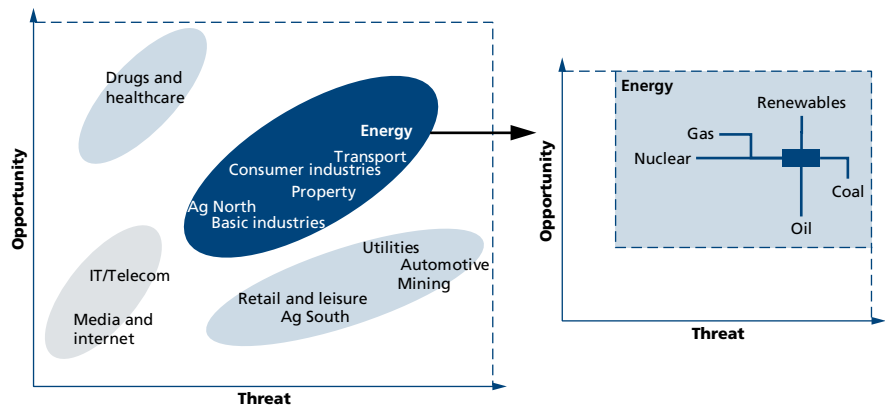 Opportunity
Drugs and
healthcare
Energy
Transport
Consumer industries
Property
Ag North
Basic industries
Utilities
Automotive
Mining
IT/Telecom
Retail and leisure
Ag South
Media and
internet
Threat
Opportunity
Energy
Renewables
Gas
Nuclear
Coal
Oil
Threat